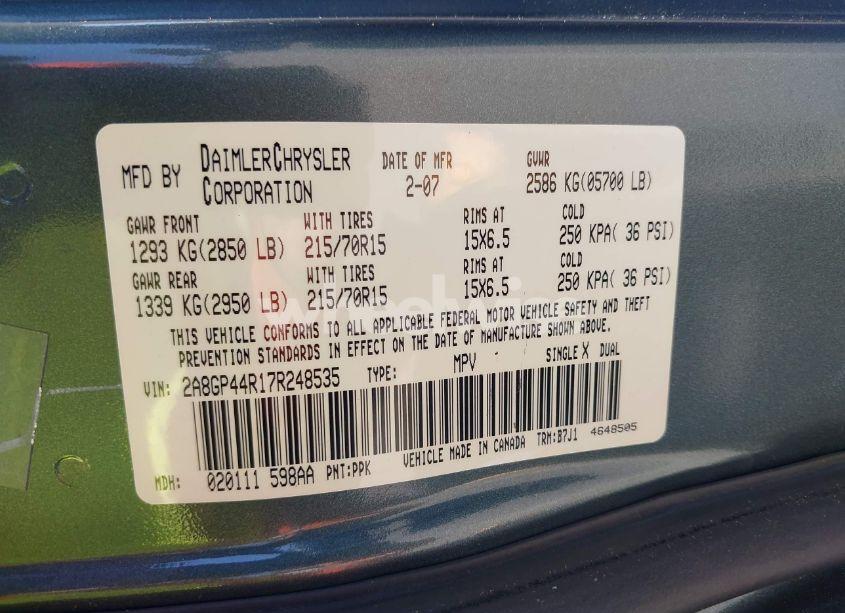 MFD BY DAIMLERCHRYSLER CORPORATION DATE OF MFR 2-07 GVWR 2586 KG(05700 LB)
GAWR FRONT WITH TIRES RIMS AT COLD
1293 KG(2850 LB) 215/70R15 15X6.5 250 KPA( 36 PSI)
GAWR REAR WITH TIRES RIMS AT COLD
1339 KG(2950 LB) 215/70R15 15X6.5 250 KPA( 36 PSI)
THIS VEHICLE CONFORMS TO ALL APPLICABLE FEDERAL MOTOR VEHICLE SAFETY AND THEFT
PREVENTION STANDARDS IN EFFECT ON THE DATE OF MANUFACTURE SHOWN ABOVE.
VIN: 2A8GP44R17R248535 TYPE: MPV SINGLE X DUAL
MDH: 020111 598AA PNT:PPK VEHICLE MADE IN CANADA TRM:B7J1 4648505